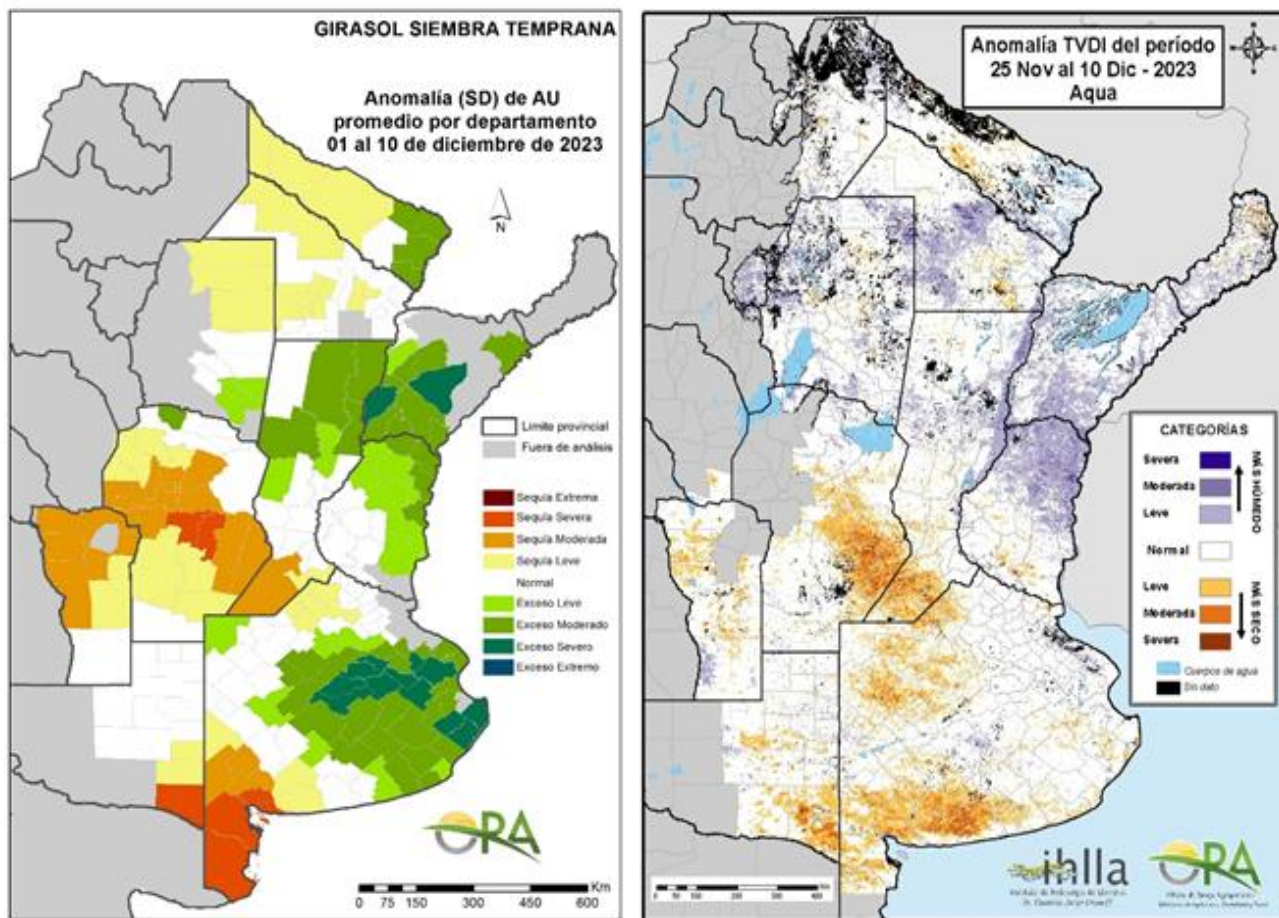 GIRASOL SIEMBRA TEMPRANA
Anomalía (SD) de AU
promedio por departamento
01 al 10 de diciembre de 2023
N
Límite provincial
Fuera de análisis
Sequía Extrema
Sequía Severa
Sequía Moderada
Sequía Leve
Normal
Exceso Leve
Exceso Moderado
Exceso Severo
Exceso Extremo
ORA
Km
0 75 150 300 450 600
Anomalía TVDI del período
25 Nov al 10 Dic - 2023
Aqua
CATEGORÍAS
Severa
Moderada
Leve
MÁS HÚMEDO
Normal
Leve
Moderada
Severa
MÁS SECO
Cuerpos de agua
Sin dato
ihlla
ORA